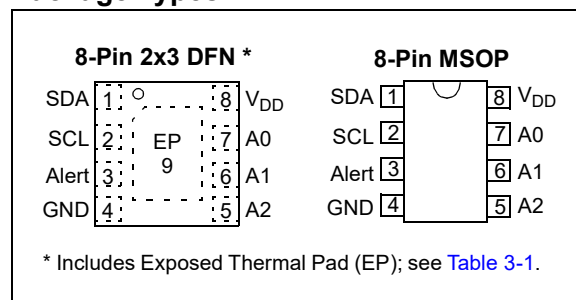 8-Pin 2x3 DFN *
SDA 1 8 VDD
SCL 2 EP 7 A0
Alert 3 9 6 A1
GND 4 5 A2
8-Pin MSOP
SDA 1 8 VDD
SCL 2 7 A0
Alert 3 6 A1
GND 4 5 A2
* Includes Exposed Thermal Pad (EP); see Table 3-1.